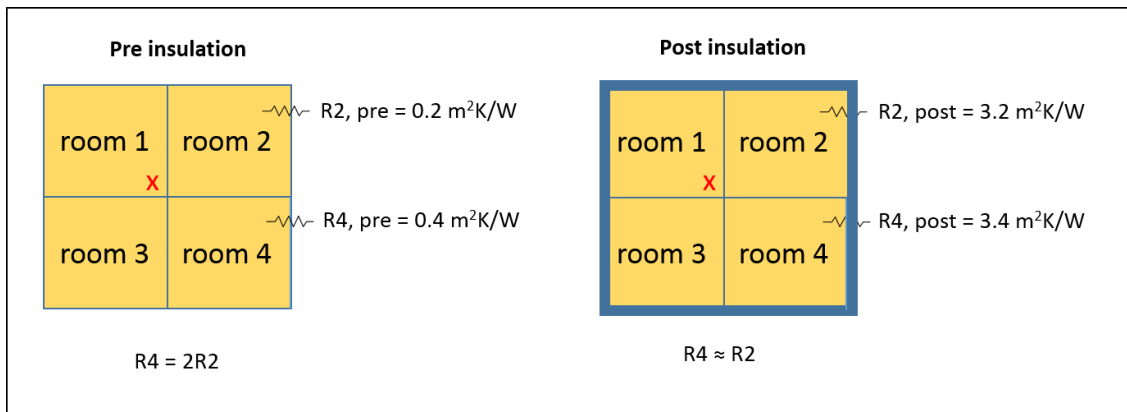 Pre insulation
room 1
room 2
X
room 3
room 4
R2, pre = 0.2 m²K/W
R4, pre = 0.4 m²K/W
R4 = 2R2
Post insulation
room 1
room 2
X
room 3
room 4
R2, post = 3.2 m²K/W
R4, post = 3.4 m²K/W
R4 ≈ R2